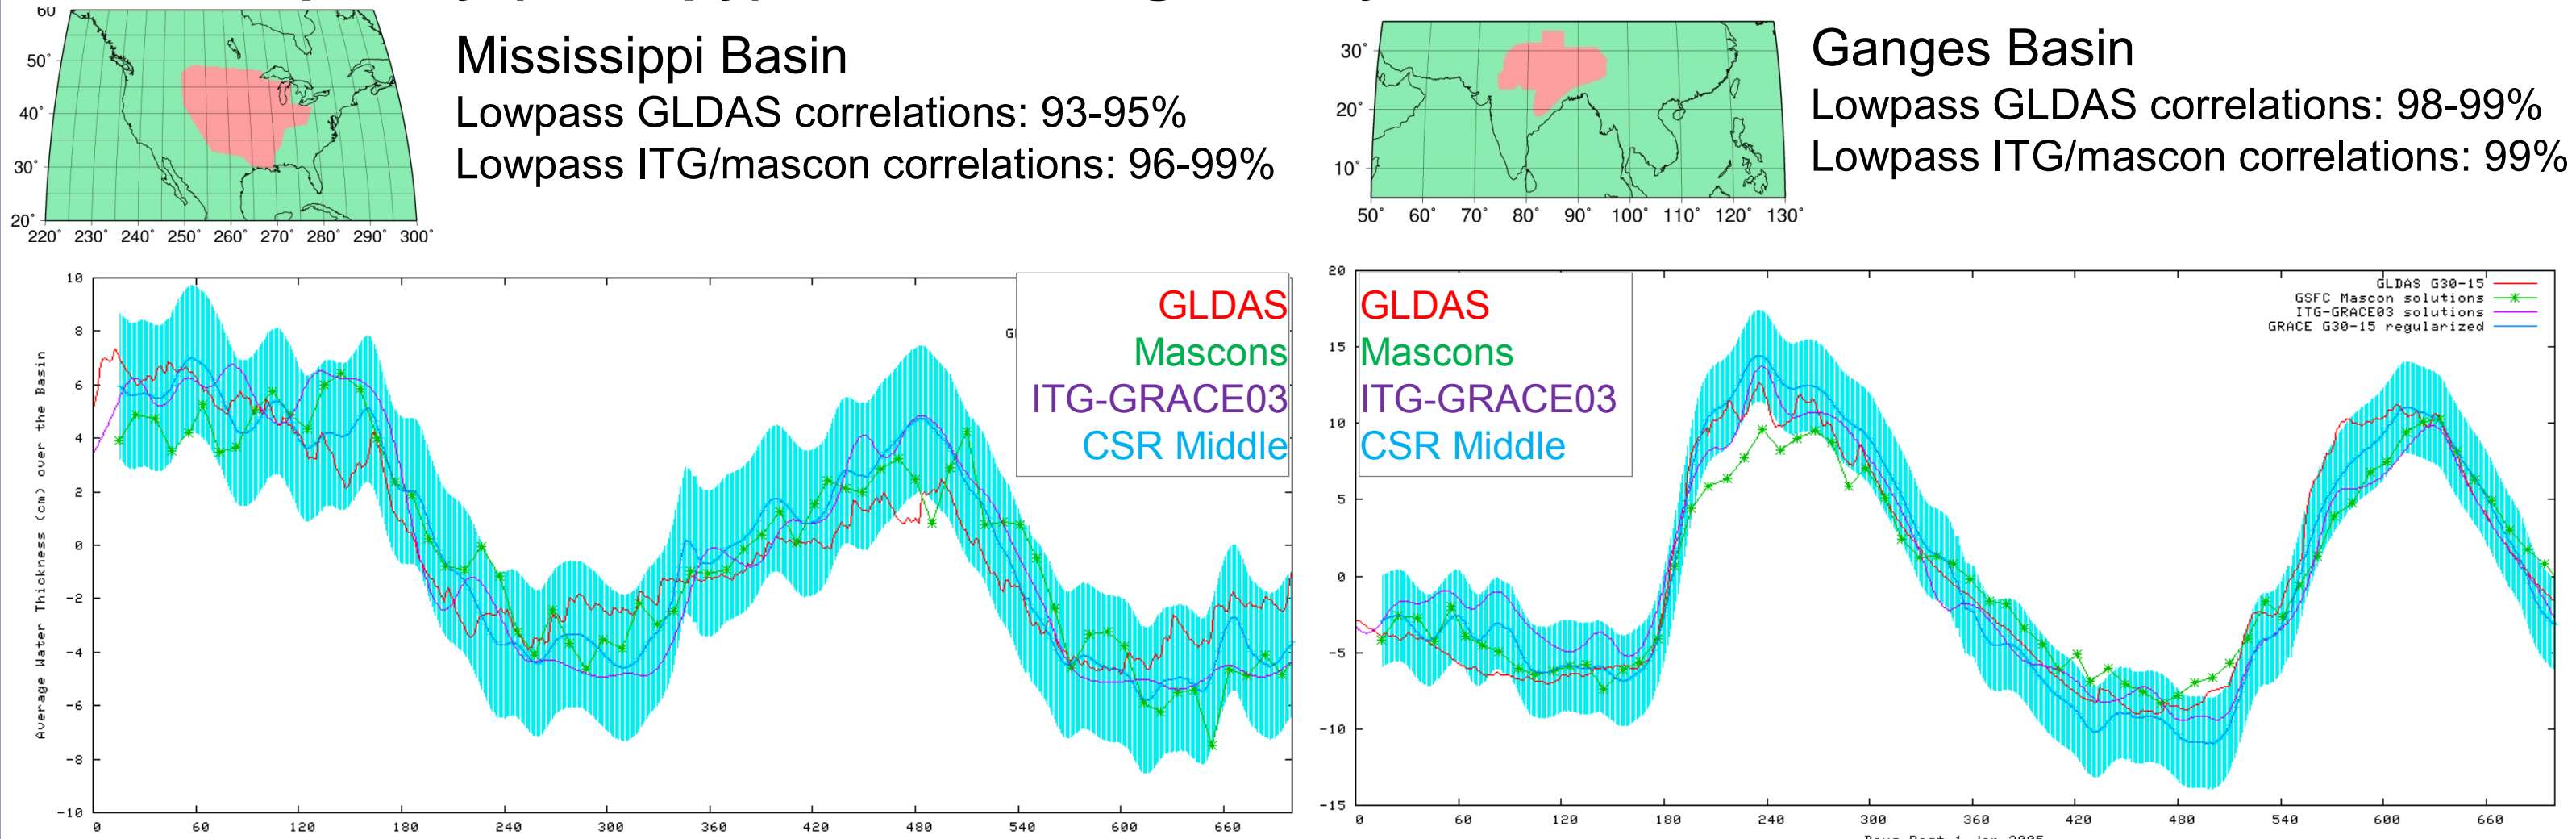 60°
50°
40°
30°
20°
220° 230° 240° 250° 260° 270° 280° 290° 300°
Mississippi Basin
Lowpass GLDAS correlations: 93-95%
Lowpass ITG/mascon correlations: 96-99%
30°
20°
10°
50° 60° 70° 80° 90° 100° 110° 120° 130°
Ganges Basin
Lowpass GLDAS correlations: 98-99%
Lowpass ITG/mascon correlations: 99%
Average Water Thickness (cm) over the Basin
10
8
6
4
2
0
-2
-4
-6
-8
-10
0 60 120 180 240 300 360 420 480 540 600 660
GLDAS
Mascons
ITG-GRACE03
CSR Middle
20
15
10
5
0
-5
-10
-15
0 60 120 180 240 300 360 420 480 540 600 660
GLDAS
Mascons
ITG-GRACE03
CSR Middle
GLDAS G30-15
GSFC Mascon solutions
ITG-GRACE03 solutions
GRACE G30-15 regularized
Days Past 1 Jan 2005